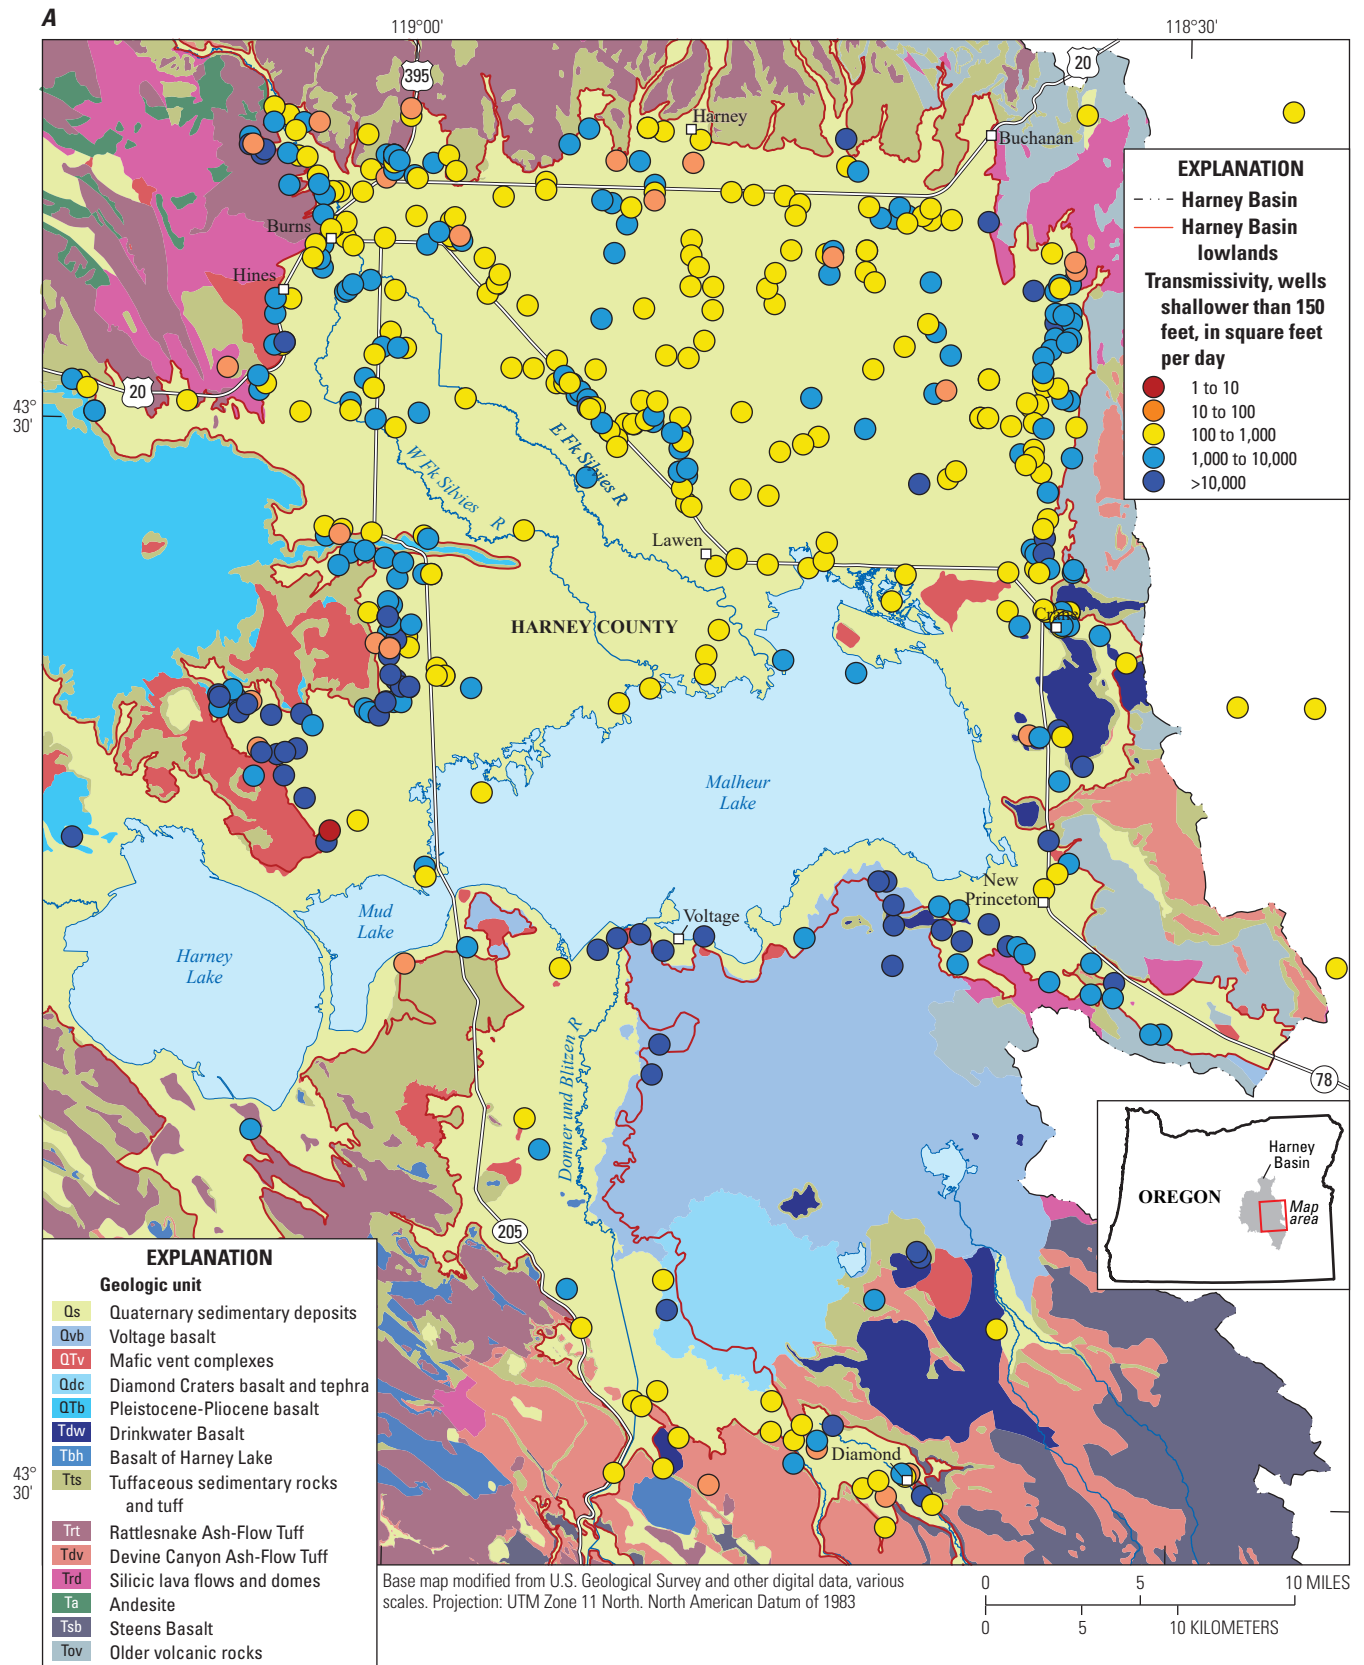 A
119°00'
118°30'
395
20
Harney
Buchanan
Burns
Hines
20
43°
30'
W Fk Silvies R
E Fk Silvies R
Lawen
HARNEY COUNTY
Crane
Malheur
Lake
New
Princeton
Mud
Lake
Voltage
Harney
Lake
Donner und Blitzen R
78
205
Diamond
43°
30'
EXPLANATION
Harney Basin
Harney Basin
lowlands
Transmissivity, wells
shallower than 150
feet, in square feet
per day
1 to 10
10 to 100
100 to 1,000
1,000 to 10,000
>10,000
Harney
Basin
OREGON
Map
area
EXPLANATION
Geologic unit
Qs Quaternary sedimentary deposits
Qvb Voltage basalt
QTv Mafic vent complexes
Qdc Diamond Craters basalt and tephra
QTb Pleistocene-Pliocene basalt
Tdw Drinkwater Basalt
Tbh Basalt of Harney Lake
Tts Tuffaceous sedimentary rocks
and tuff
Trt Rattlesnake Ash-Flow Tuff
Tdv Devine Canyon Ash-Flow Tuff
Trd Silicic lava flows and domes
Ta Andesite
Tsb Steens Basalt
Tov Older volcanic rocks
Base map modified from U.S. Geological Survey and other digital data, various
scales. Projection: UTM Zone 11 North. North American Datum of 1983
0 5 10 MILES
0 5 10 KILOMETERS